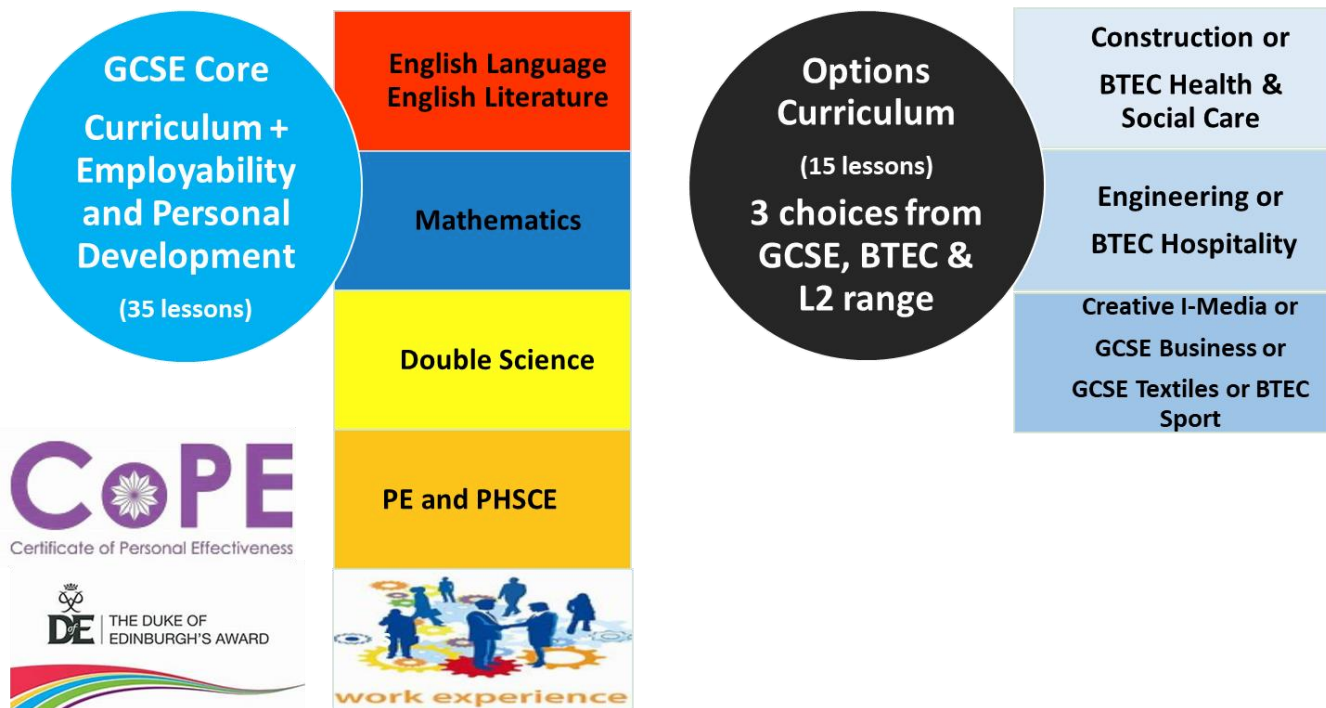 GCSE Core
Curriculum +
Employability
and Personal
Development
(35 lessons)
English Language
English Literature
Mathematics
Double Science
PE and PHSCE
CoPE
Certificate of Personal Effectiveness
DofE
THE DUKE OF
EDINBURGH'S AWARD
work experience
Options
Curriculum
(15 lessons)
3 choices from
GCSE, BTEC &
L2 range
Construction or
BTEC Health &
Social Care
Engineering or
BTEC Hospitality
Creative I-Media or
GCSE Business or
GCSE Textiles or BTEC
Sport